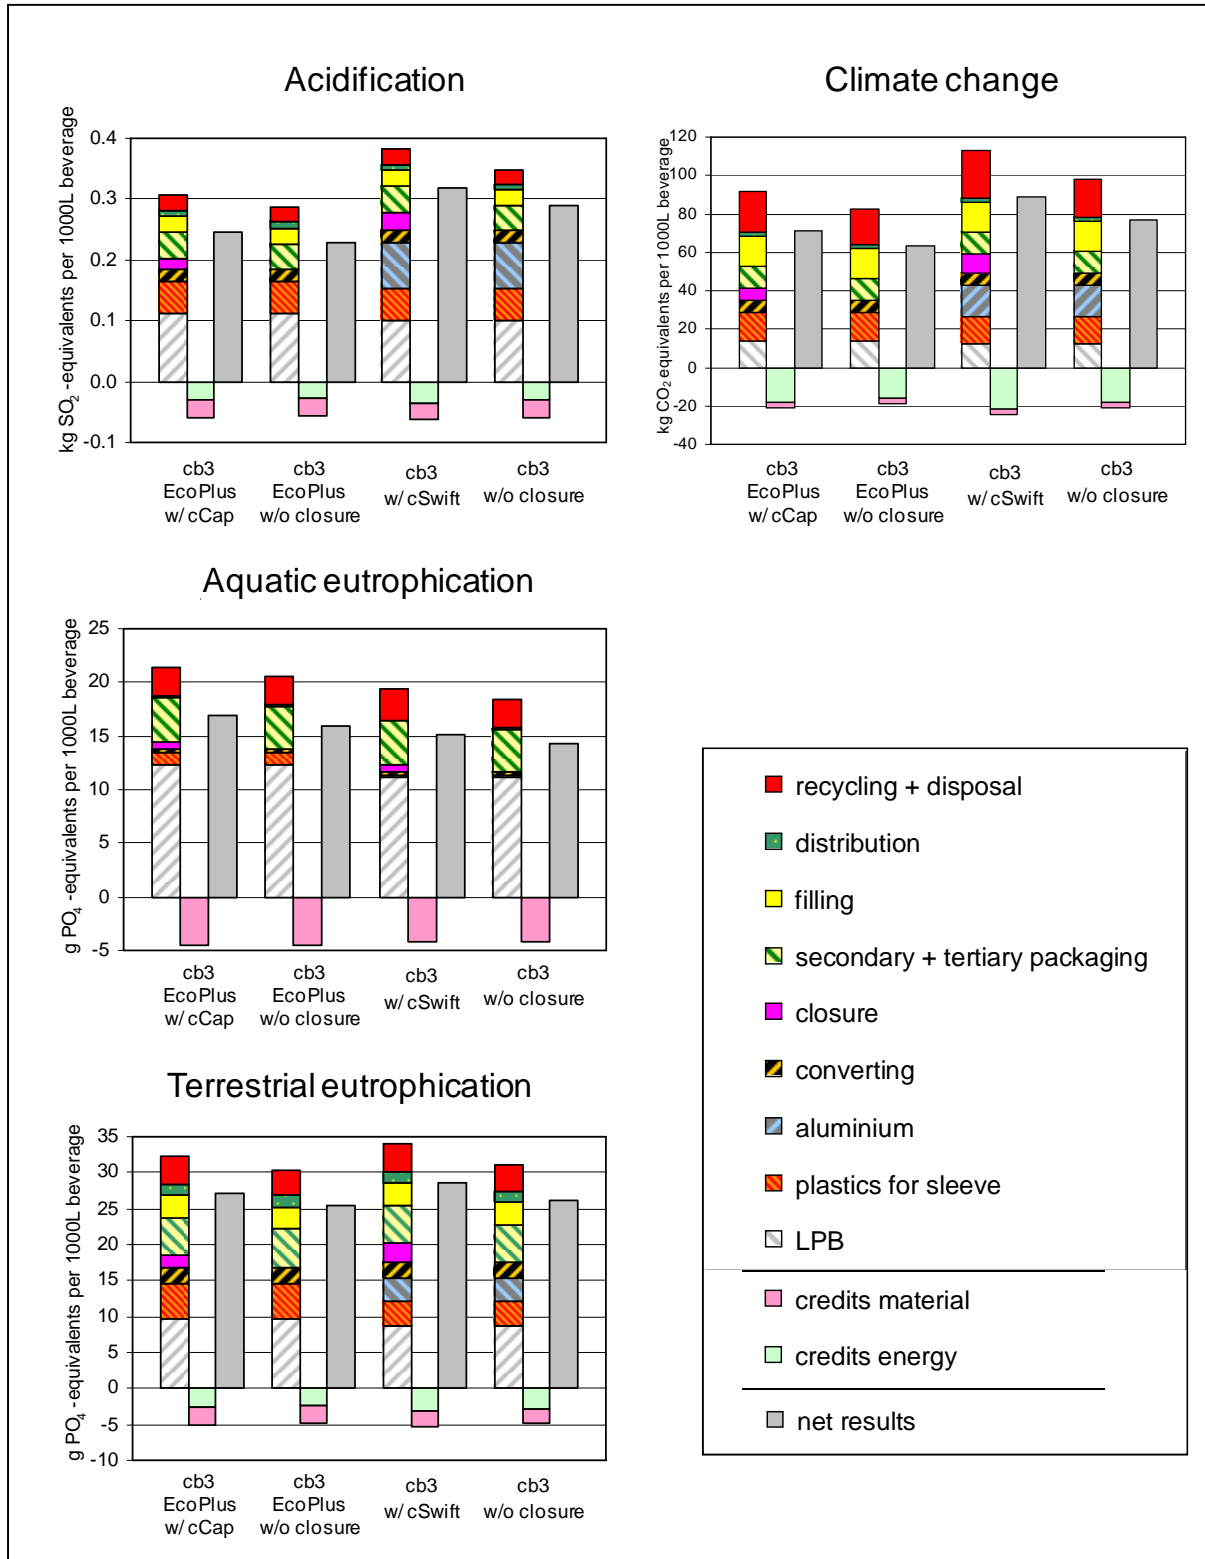 Acidification
kg SO2 -equivalents per 1000L beverage
0.4
0.3
0.2
0.1
0.0
-0.1
cb3
EcoPlus
w/ cCap
cb3
EcoPlus
w/o closure
cb3
w/ cSwift
cb3
w/o closure
Climate change
kg CO2 equivalents per 1000L beverage
120
100
80
60
40
20
0
-20
-40
cb3
EcoPlus
w/ cCap
cb3
EcoPlus
w/o closure
cb3
w/ cSwift
cb3
w/o closure
Aquatic eutrophication
g PO4 -equivalents per 1000L beverage
25
20
15
10
5
0
-5
cb3
EcoPlus
w/ cCap
cb3
EcoPlus
w/o closure
cb3
w/ cSwift
cb3
w/o closure
Terrestrial eutrophication
g PO4 -equivalents per 1000L beverage
35
30
25
20
15
10
5
0
-5
-10
cb3
EcoPlus
w/ cCap
cb3
EcoPlus
w/o closure
cb3
w/ cSwift
cb3
w/o closure
recycling + disposal
distribution
filling
secondary + tertiary packaging
closure
converting
aluminium
plastics for sleeve
LPB
credits material
credits energy
net results